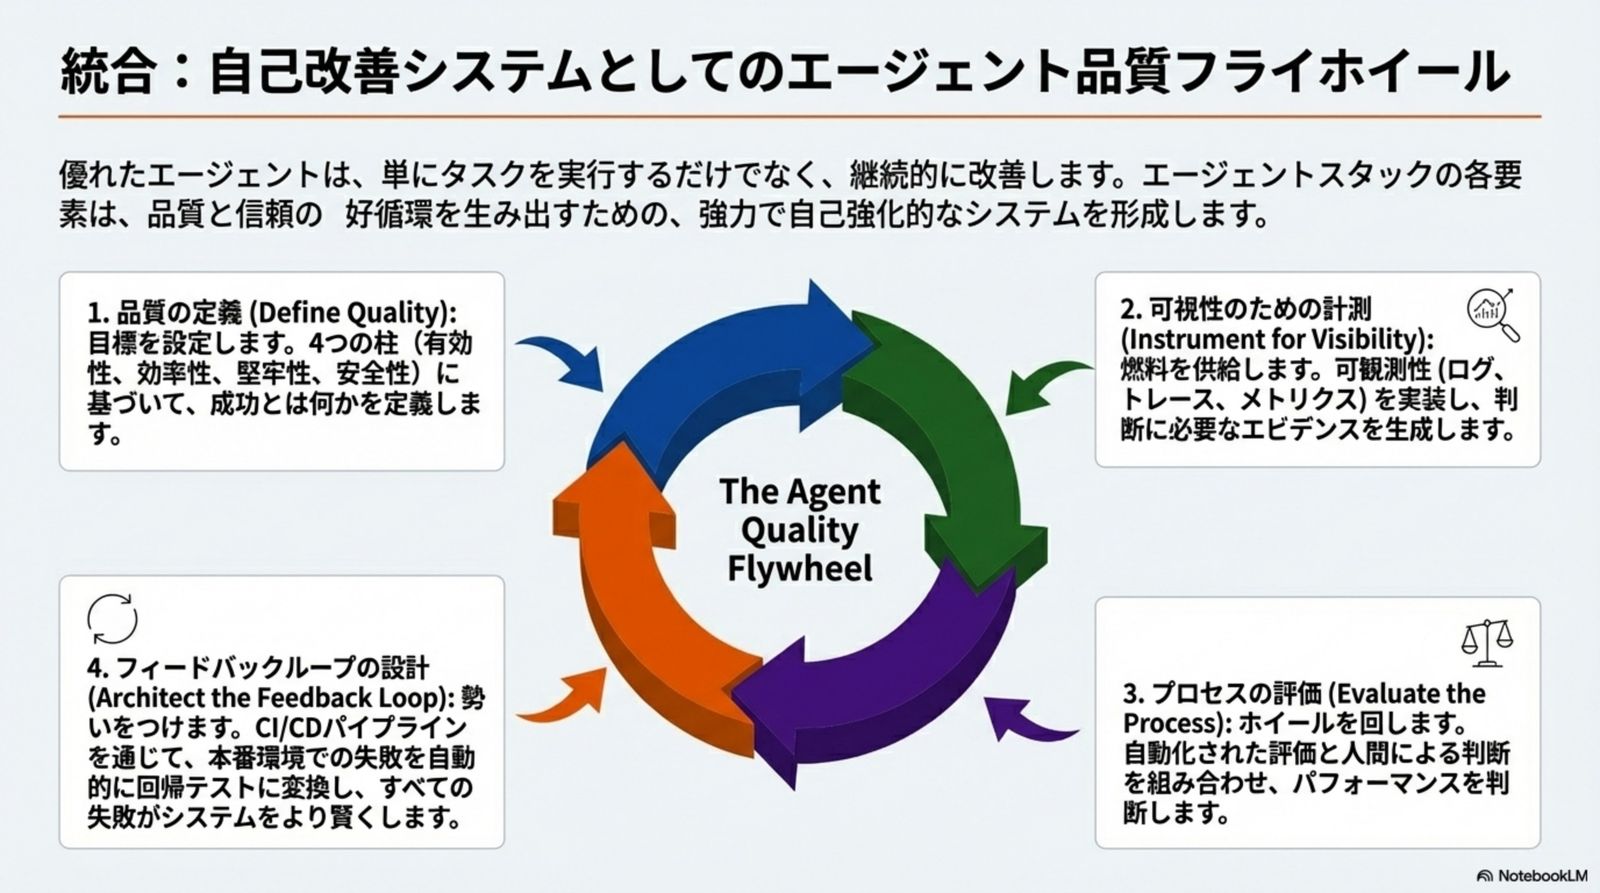 統合：自己改善システムとしてのエージェント品質フライホイール
優れたエージェントは、単にタスクを実行するだけでなく、継続的に改善します。エージェントスタックの各要
素は、品質と信頼の　好循環を生み出すための、強力で自己強化的なシステムを形成します。
1. 品質の定義 (Define Quality):
目標を設定します。4つの柱（有効
性、効率性、堅牢性、安全性）に
基づいて、成功とは何かを定義しま
す。
2. 可視性のための計測
(Instrument for Visibility):
燃料を供給します。可観測性 (ログ、
トレース、メトリクス) を実装し、判
断に必要なエビデンスを生成します。
The Agent
Quality
Flywheel
3. プロセスの評価 (Evaluate the
Process): ホイールを回します。
自動化された評価と人間による判断
を組み合わせ、パフォーマンスを判
断します。
4. フィードバックループの設計
(Architect the Feedback Loop): 勢
いをつけます。CI/CDパイプライン
を通じて、本番環境での失敗を自動
的に回帰テストに変換し、すべての
失敗がシステムをより賢くします。
NotebookLM